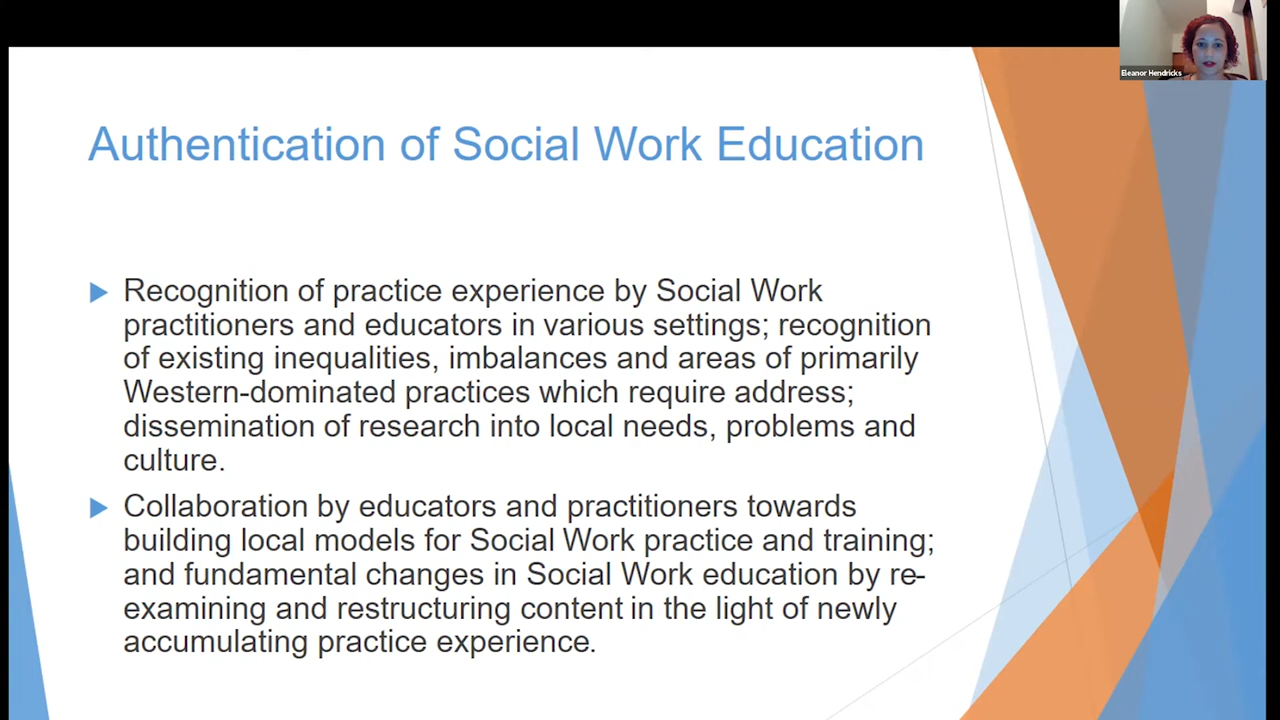 Eleanor Hendricks
Authentication of Social Work Education
Recognition of practice experience by Social Work
practitioners and educators in various settings; recognition
of existing inequalities, imbalances and areas of primarily
Western-dominated practices which require address;
dissemination of research into local needs, problems and
culture.
Collaboration by educators and practitioners towards
building local models for Social Work practice and training;
and fundamental changes in Social Work education by re-
examining and restructuring content in the light of newly
accumulating practice experience.